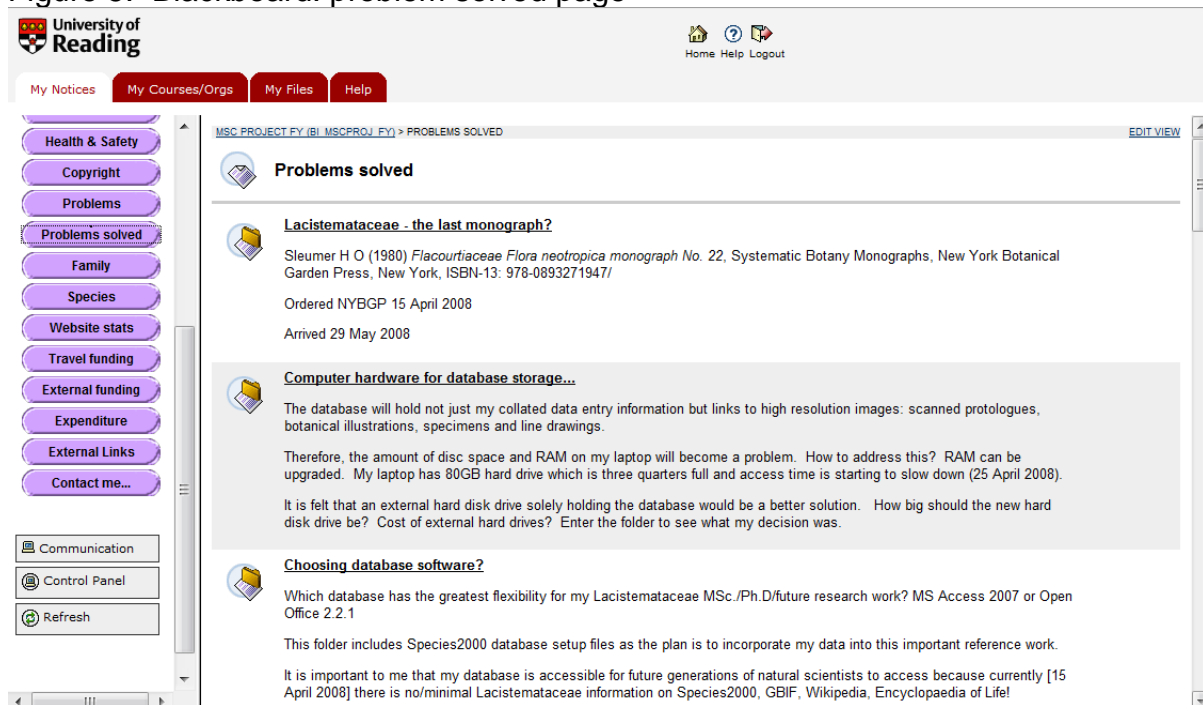 Figure 3: Blackboard: problem solved page
University of
Reading
Home Help Logout
My Notices My Courses/Orgs My Files Help
MSC PROJECT FY (BI_MSCPROJ_FY) > PROBLEMS SOLVED EDIT VIEW
Health & Safety
Copyright
Problems
Problems solved
Family
Species
Website stats
Travel funding
External funding
Expenditure
External Links
Contact me...
Communication
Control Panel
Refresh
Problems solved
Lacistemataceae - the last monograph?
Sleumer H O (1980) Flacourtiaceae Flora neotropica monograph No. 22, Systematic Botany Monographs, New York Botanical
Garden Press, New York, ISBN-13: 978-0893271947/
Ordered NYBGP 15 April 2008
Arrived 29 May 2008
Computer hardware for database storage...
The database will hold not just my collated data entry information but links to high resolution images: scanned protologues,
botanical illustrations, specimens and line drawings.
Therefore, the amount of disc space and RAM on my laptop will become a problem. How to address this? RAM can be
upgraded. My laptop has 80GB hard drive which is three quarters full and access time is starting to slow down (25 April 2008).
It is felt that an external hard disk drive solely holding the database would be a better solution. How big should the new hard
disk drive be? Cost of external hard drives? Enter the folder to see what my decision was.
Choosing database software?
Which database has the greatest flexibility for my Lacistemataceae MSc./Ph.D/future research work? MS Access 2007 or Open
Office 2.2.1
This folder includes Species2000 database setup files as the plan is to incorporate my data into this important reference work.
It is important to me that my database is accessible for future generations of natural scientists to access because currently [15
April 2008] there is no/minimal Lacistemataceae information on Species2000, GBIF, Wikipedia, Encyclopaedia of Life!